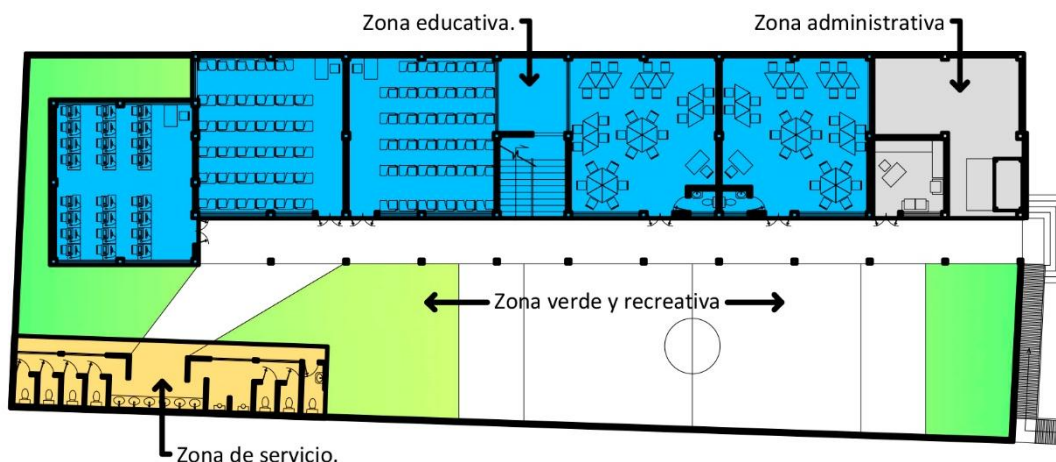 Zona educativa.
Zona administrativa
Zona verde y recreativa
Zona de servicio.